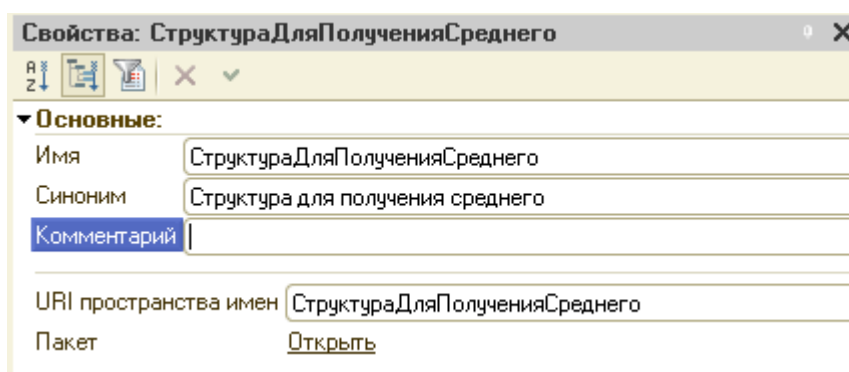 Свойства: СтруктураДляПолученияСреднего
Основные:
Имя СтруктураДляПолученияСреднего
Синоним Структура для получения среднего
Комментарий
URI пространства имен СтруктураДляПолученияСреднего
Пакет Открыть